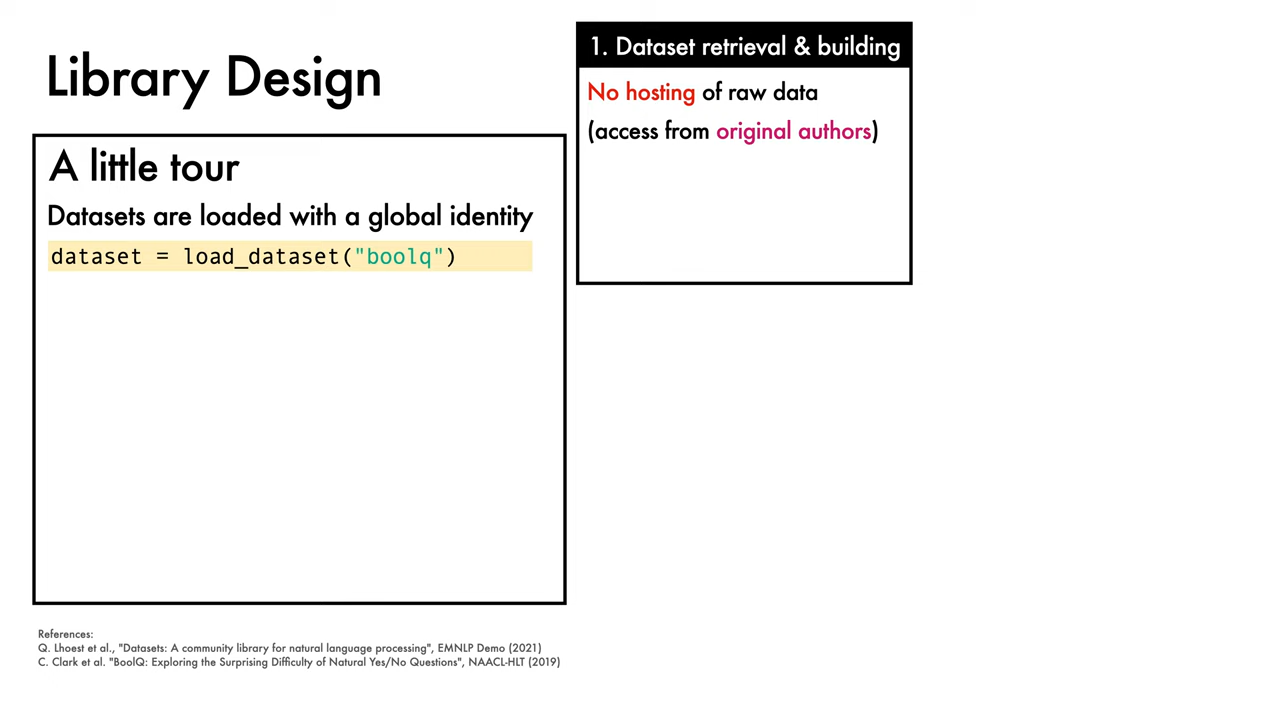 Library Design
A little tour
Datasets are loaded with a global identity
dataset = load_dataset("boolq")
1. Dataset retrieval & building
No hosting of raw data
(access from original authors)
References:
Q. Lhoest et al., "Datasets: A community library for natural language processing", EMNLP Demo (2021)
C. Clark et al. "BoolQ: Exploring the Surprising Difficulty of Natural Yes/No Questions", NAACL-HLT (2019)